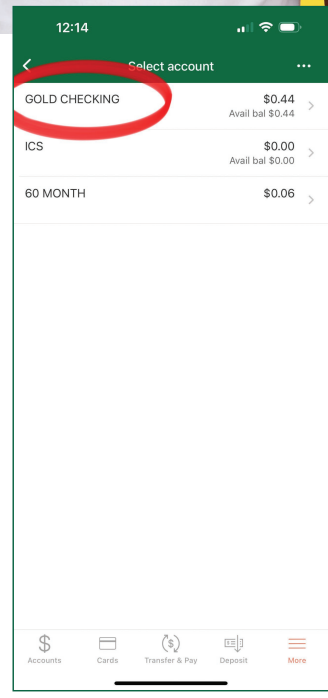 12:14
Select account
GOLD CHECKING $0.44
Avail bal $0.44
ICS $0.00
Avail bal $0.00
60 MONTH $0.06
Accounts Cards Transfer & Pay Deposit More